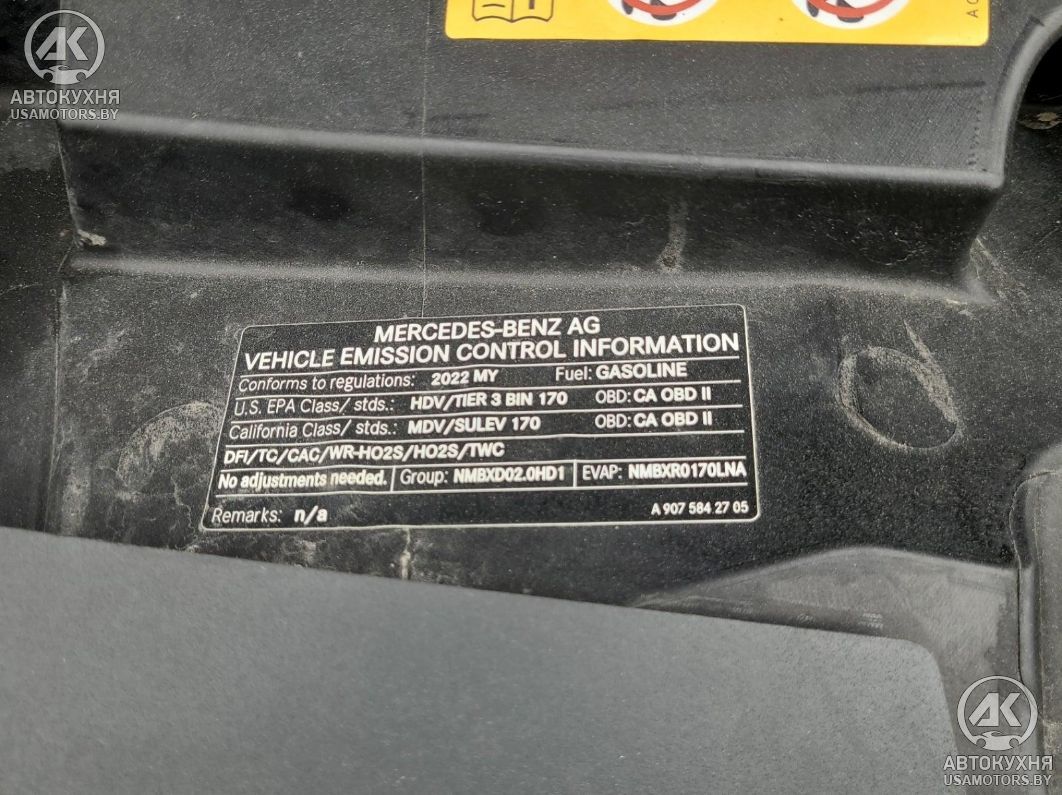 AK
АВТОКУХНЯ
USAMOTORS.BY
MERCEDES-BENZ AG
VEHICLE EMISSION CONTROL INFORMATION
Conforms to regulations: 2022 MY Fuel: GASOLINE
U.S. EPA Class/ stds.: HDV/TIER 3 BIN 170 OBD: CA OBD II
California Class/ stds.: MDV/SULEV 170 OBD: CA OBD II
DFI/TC/CAC/WR-HO2S/HO2S/TWC
No adjustments needed. Group: NMBXD02.0HD1 EVAP: NMBXR0170LNA
Remarks: n/a A 907 584 27 05
AK
АВТОКУХНЯ
USAMOTORS.BY